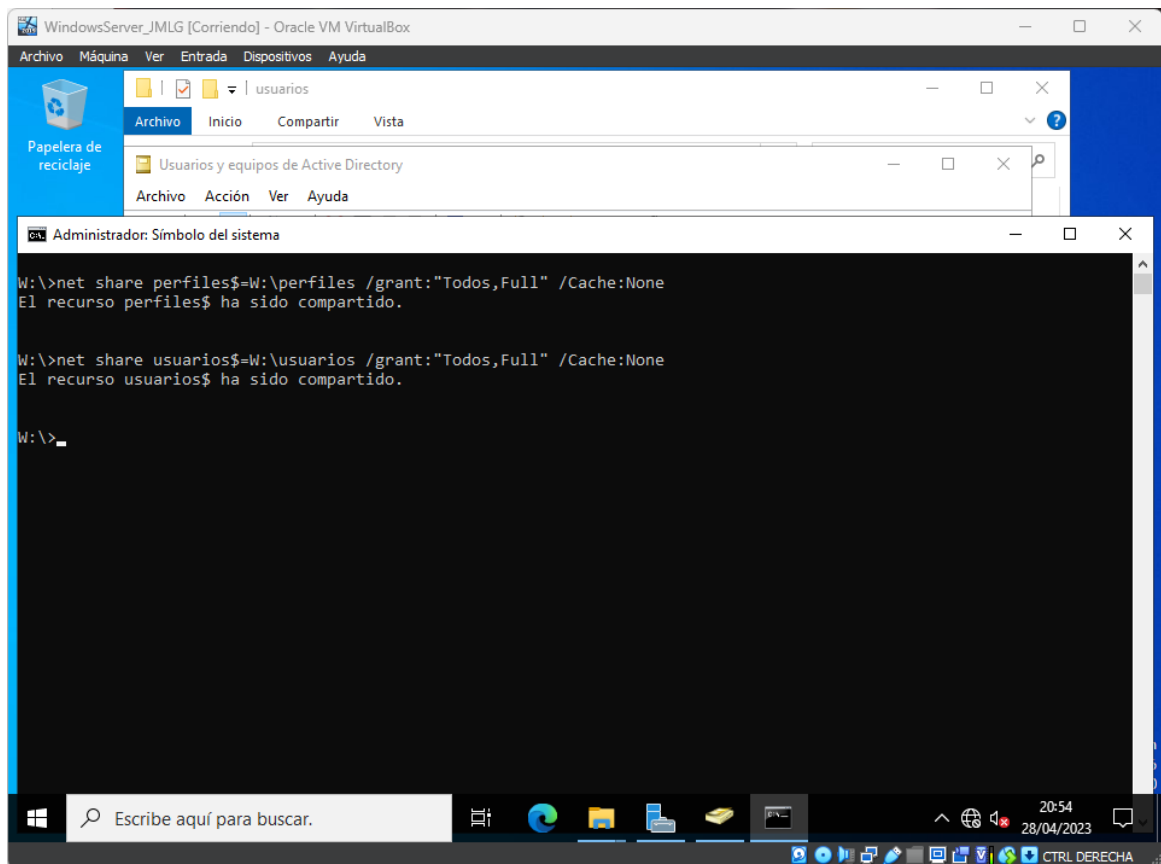 WindowsServer_JMLG [Corriendo] - Oracle VM VirtualBox
Archivo Máquina Ver Entrada Dispositivos Ayuda
usuarios
Archivo Inicio Compartir Vista
Papelera de
reciclaje
Usuarios y equipos de Active Directory
Archivo Acción Ver Ayuda
Administrador: Símbolo del sistema
W:\>net share perfiles$=W:\perfiles /grant:"Todos,Full" /Cache:None
El recurso perfiles$ ha sido compartido.
W:\>net share usuarios$=W:\usuarios /grant:"Todos,Full" /Cache:None
El recurso usuarios$ ha sido compartido.
W:\>
Escribe aquí para buscar.
20:54
28/04/2023
CTRL DERECHA